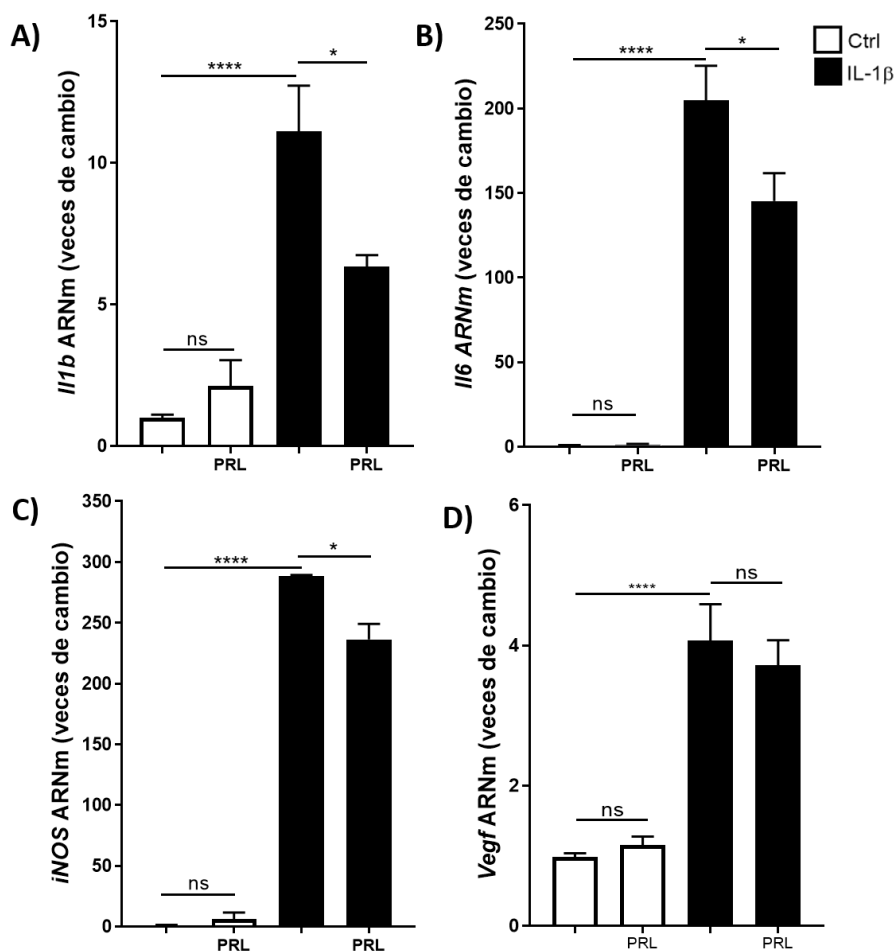 A)
Il1b ARNm (veces de cambio)
15
10
5
0
****
*
ns
PRL
PRL
B)
Il6 ARNm (veces de cambio)
250
200
150
100
50
0
****
*
ns
PRL
PRL
Ctrl
IL-1β
C)
iNOS ARNm (veces de cambio)
350
300
250
200
150
100
50
0
****
*
ns
PRL
PRL
D)
Vegf ARNm (veces de cambio)
6
4
2
0
****
ns
ns
PRL
PRL